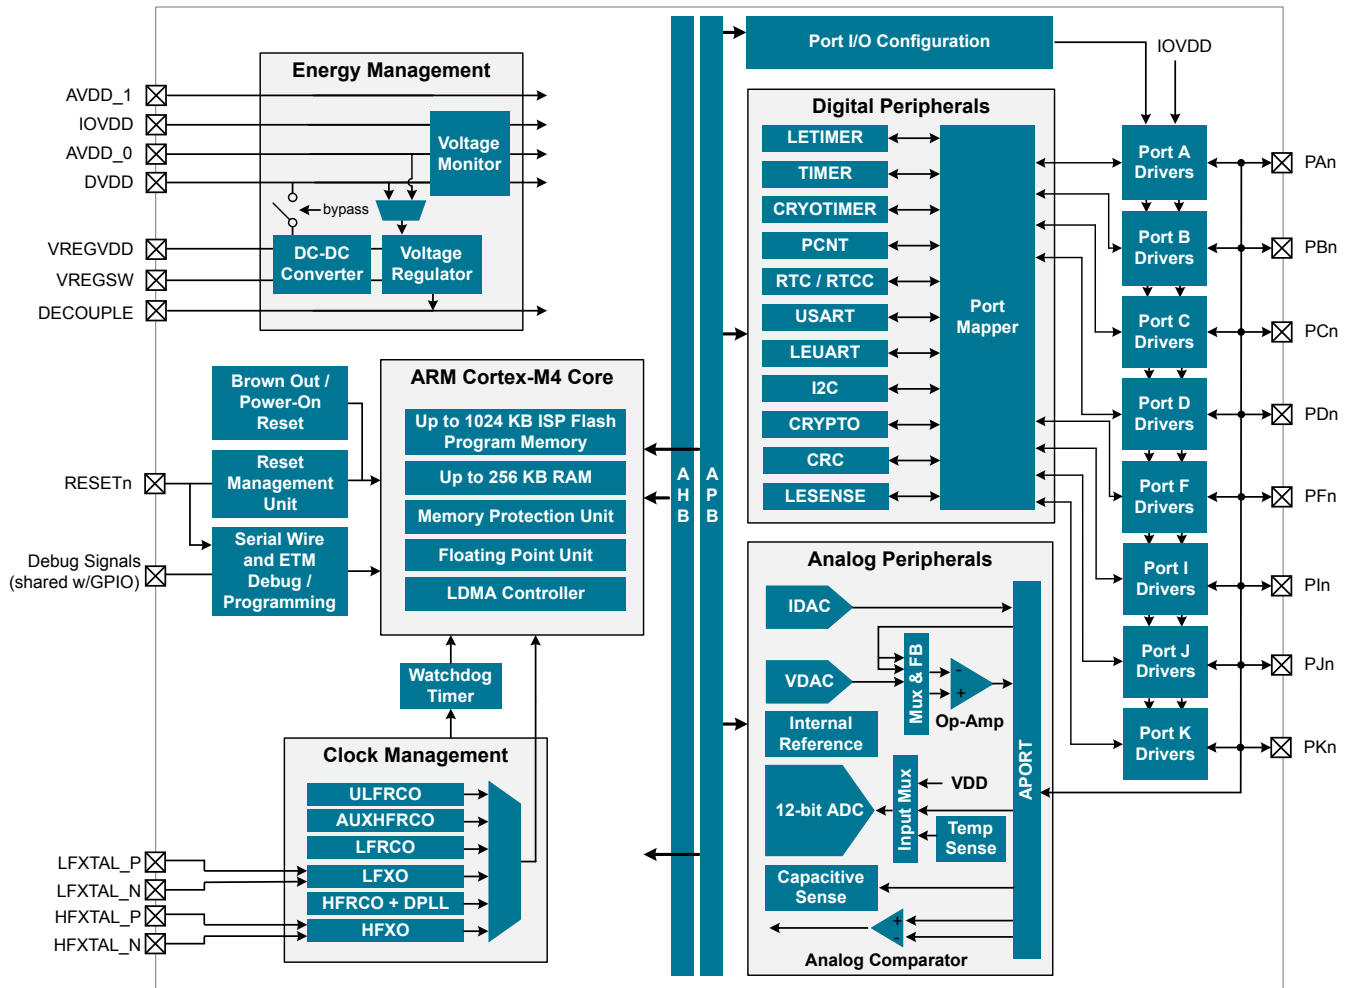 Port I/O Configuration
IOVDD
Energy Management
AVDD_1
IOVDD
AVDD_0
DVDD
Voltage
Monitor
bypass
VREGVDD
VREGSW
DECOUPLE
DC-DC
Converter
Voltage
Regulator
Digital Peripherals
LETIMER
TIMER
CRYOTIMER
PCNT
RTC / RTCC
USART
LEUART
I2C
CRYPTO
CRC
LESENSE
Port
Mapper
Port A
Drivers
PAn
Port B
Drivers
PBn
Port C
Drivers
PCn
Port D
Drivers
PDn
Port F
Drivers
PFn
Port I
Drivers
PIn
Port J
Drivers
PJn
Port K
Drivers
PKn
A
H
B
A
P
B
Brown Out /
Power-On
Reset
RESETn
Reset
Management
Unit
Debug Signals
(shared w/GPIO)
Serial Wire
and ETM
Debug /
Programming
ARM Cortex-M4 Core
Up to 1024 KB ISP Flash
Program Memory
Up to 256 KB RAM
Memory Protection Unit
Floating Point Unit
LDMA Controller
Watchdog
Timer
Clock Management
ULFRCO
AUXHFRCO
LFRCO
LFXO
HFRCO + DPLL
HFXO
LFXTAL_P
LFXTAL_N
HFXTAL_P
HFXTAL_N
Analog Peripherals
IDAC
VDAC
Mux & FB
-
+
Op-Amp
Internal
Reference
12-bit ADC
Input Mux
VDD
Temp
Sense
APORT
Capacitive
Sense
+
-
Analog Comparator